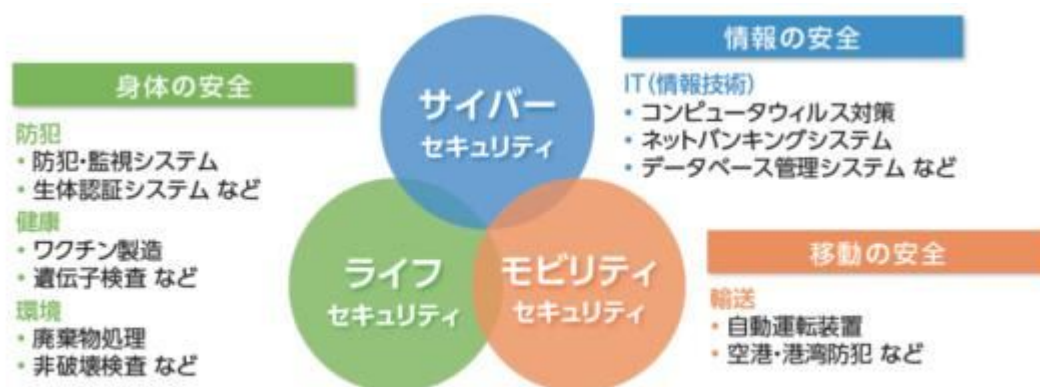 身体の安全
防犯
・防犯・監視システム
・生体認証システム など
健康
・ワクチン製造
・遺伝子検査 など
環境
・廃棄物処理
・非破壊検査 など
サイバー
セキュリティ
ライフ
セキュリティ
モビリティ
セキュリティ
情報の安全
IT(情報技術)
・コンピュータウィルス対策
・ネットバンキングシステム
・データベース管理システム など
移動の安全
輸送
・自動運転装置
・空港・港湾防犯 など